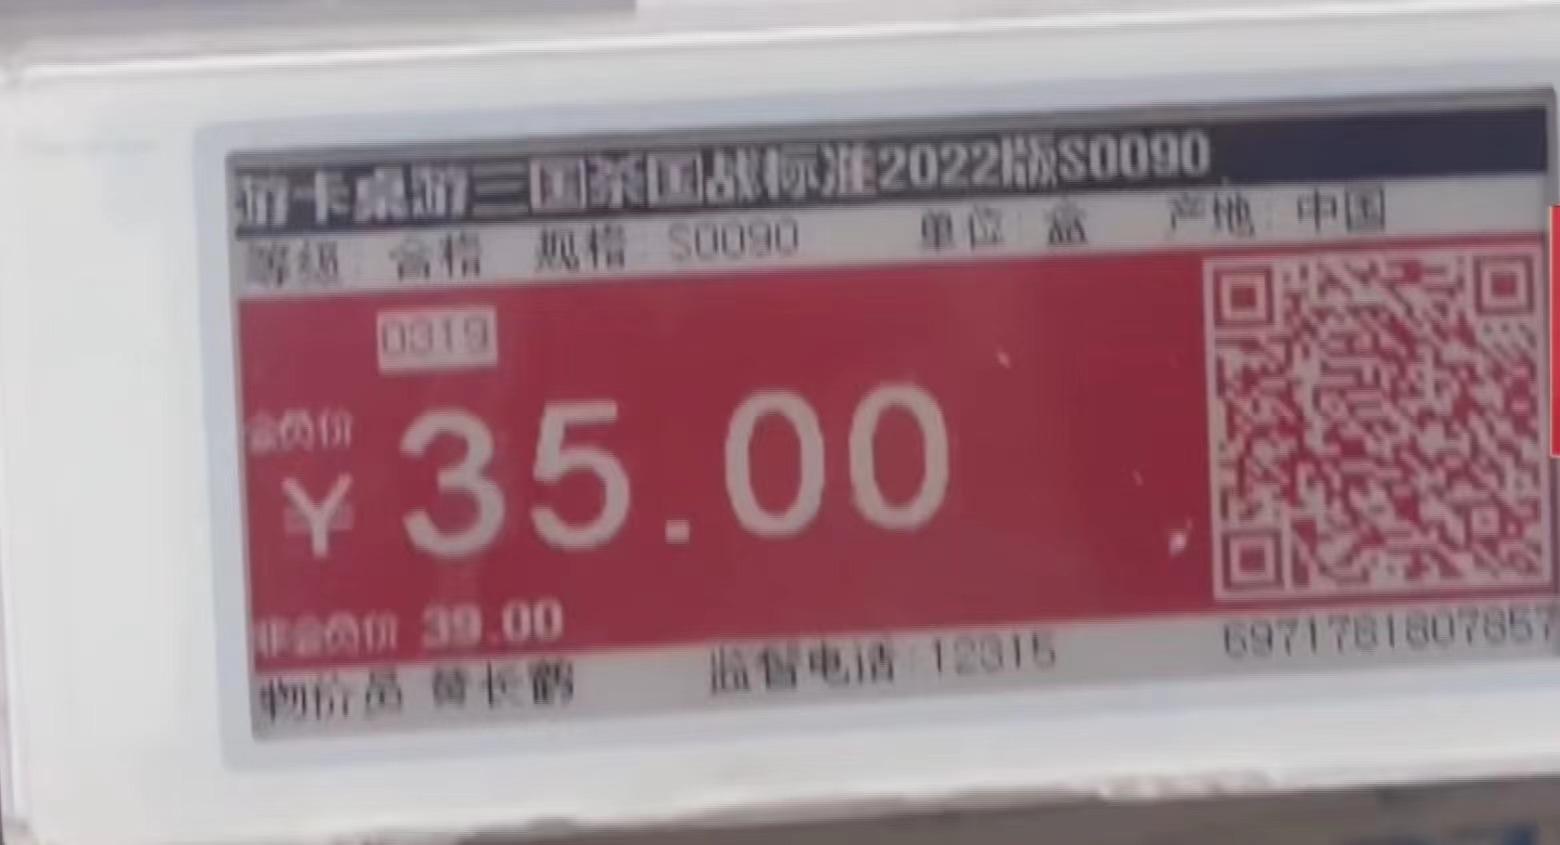 游卡桌游三国杀国战标准2022版S0090
等级：合格 规格：S0090 单位：盒 产地：中国
0319
会员价
¥ 35.00
非会员价 39.00
物价员 黄长鹤 监督电话：12315 6971781807857